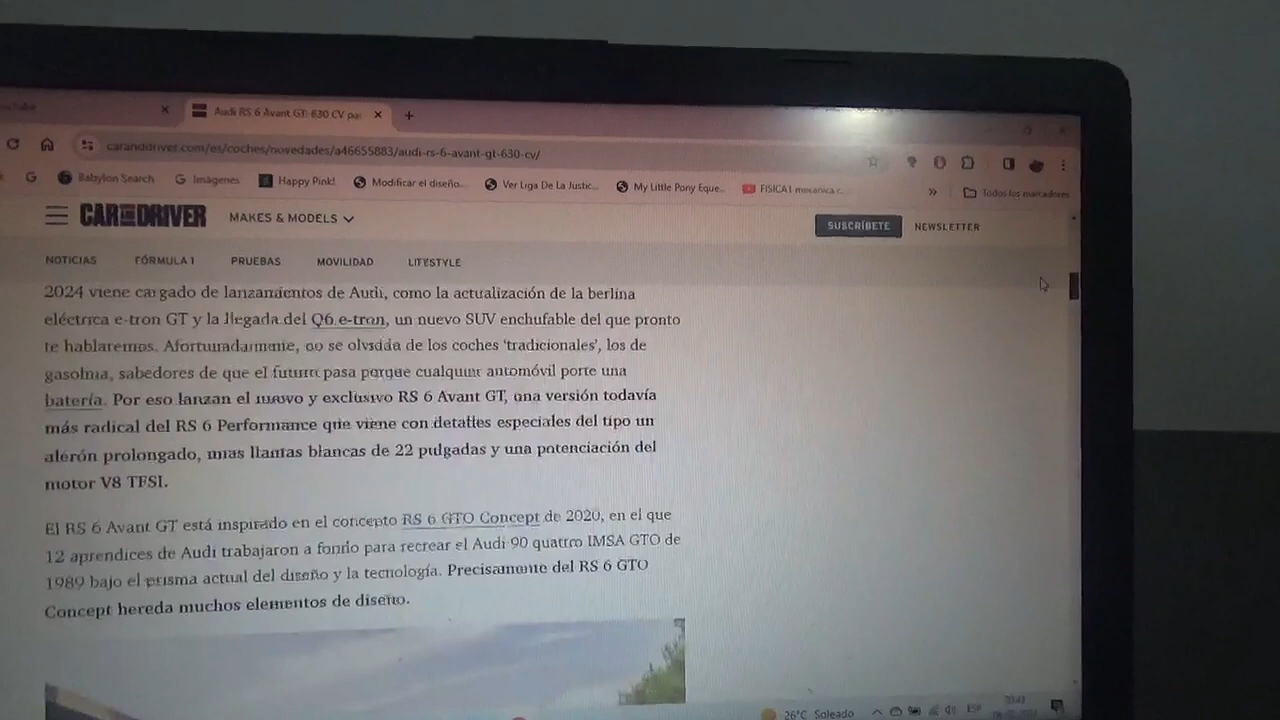 Audi RS 6 Avant GT: 630 CV pa
caranddriver.com/es/coches/novedades/a46655883/audi-rs-6-avant-gt-630-cv/
Babylon Search
Imágenes
Happy Pink!
Modificar el diseño...
Ver Liga De La Justic...
My Little Pony Eque...
FISICA I mecanica c...
»
Todos los marcadores
CAR AND DRIVER
MAKES & MODELS
SUSCRÍBETE
NEWSLETTER
NOTICIAS FÓRMULA 1 PRUEBAS MOVILIDAD LIFESTYLE
2024 viene cargado de lanzamientos de Audi, como la actualización de la berlina
eléctrica e-tron GT y la llegada del Q6 e-tron, un nuevo SUV enchufable del que pronto
te hablaremos. Afortunadamente, no se olvida de los coches 'tradicionales', los de
gasolina, sabedores de que el futuro pasa porque cualquier automóvil porte una
batería. Por eso lanzan el nuevo y exclusivo RS 6 Avant GT, una versión todavía
más radical del RS 6 Performance que viene con detalles especiales del tipo un
alerón prolongado, unas llantas blancas de 22 pulgadas y una potenciación del
motor V8 TFSI.
El RS 6 Avant GT está inspirado en el concepto RS 6 GTO Concept de 2020, en el que
12 aprendices de Audi trabajaron a fondo para recrear el Audi 90 quattro IMSA GTO de
1989 bajo el prisma actual del diseño y la tecnología. Precisamente del RS 6 GTO
Concept hereda muchos elementos de diseño.
26°C Soleado
ESP